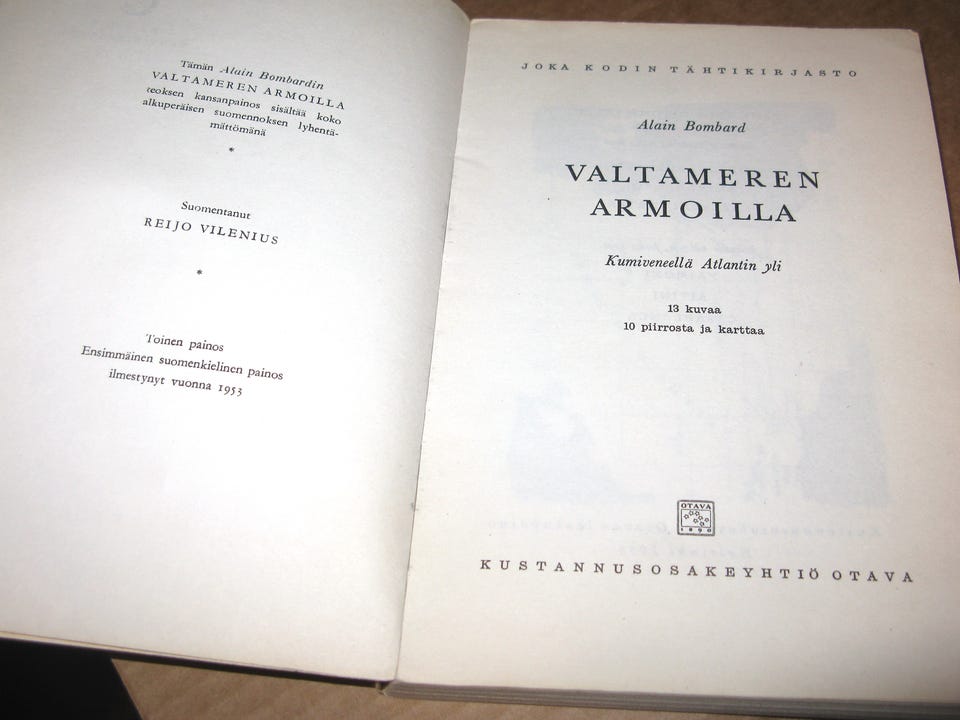 Tämän Alain Bombardin
VALTAMEREN ARMOILLA
teoksen kansanpainos sisältää koko
alkuperäisen suomennoksen lyhentä-
mättömänä
*
Suomentanut
REIJO VILENIUS
*
Toinen painos
Ensimmäinen suomenkielinen painos
ilmestynyt vuonna 1953
JOKA KODIN TÄHTIKIRJASTO
Alain Bombard
VALTAMEREN
ARMOILLA
Kumiveneellä Atlantin yli
13 kuvaa
10 piirrosta ja karttaa
OTAVA
1890
KUSTANNUSOSAKEYHTIÖ OTAVA